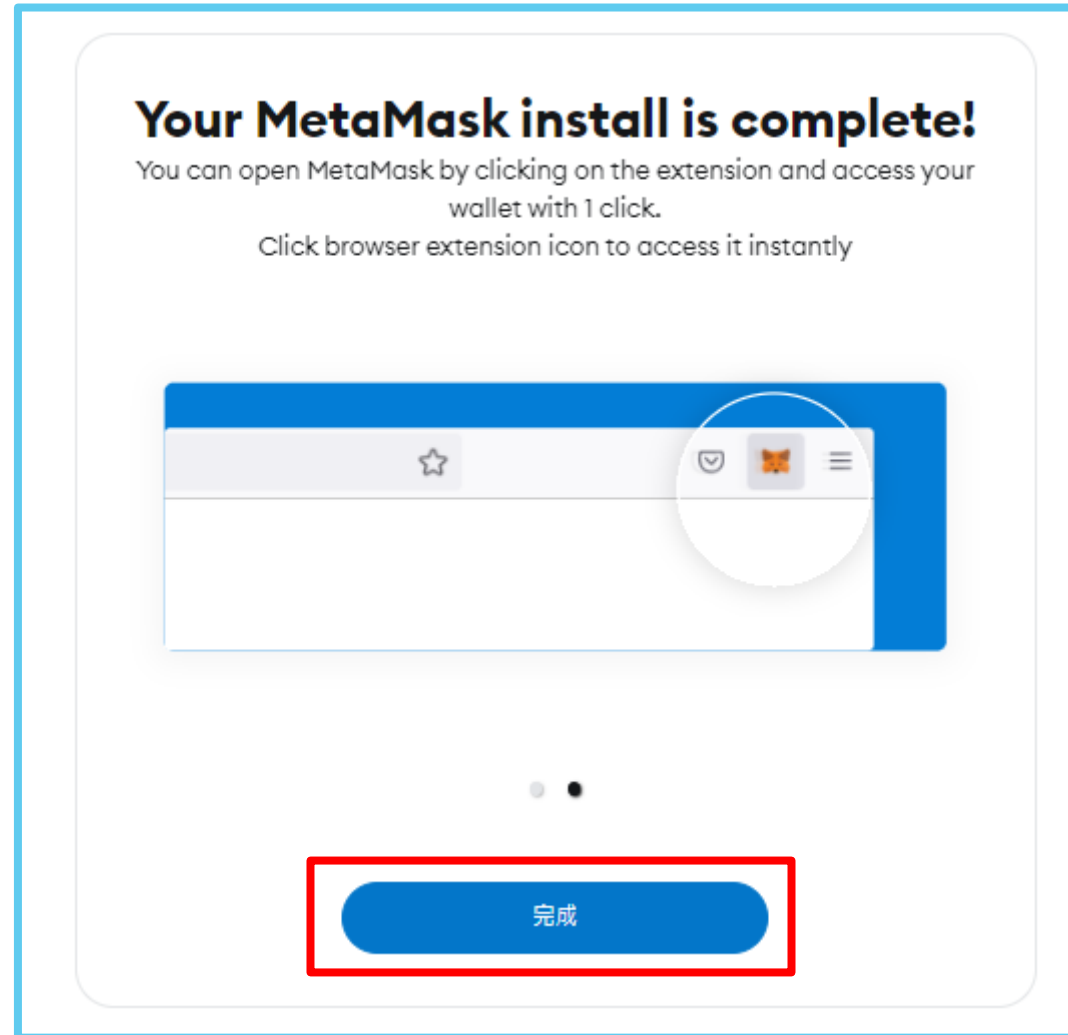 Your MetaMask install is complete!
You can open MetaMask by clicking on the extension and access your
wallet with 1 click.
Click browser extension icon to access it instantly
完成